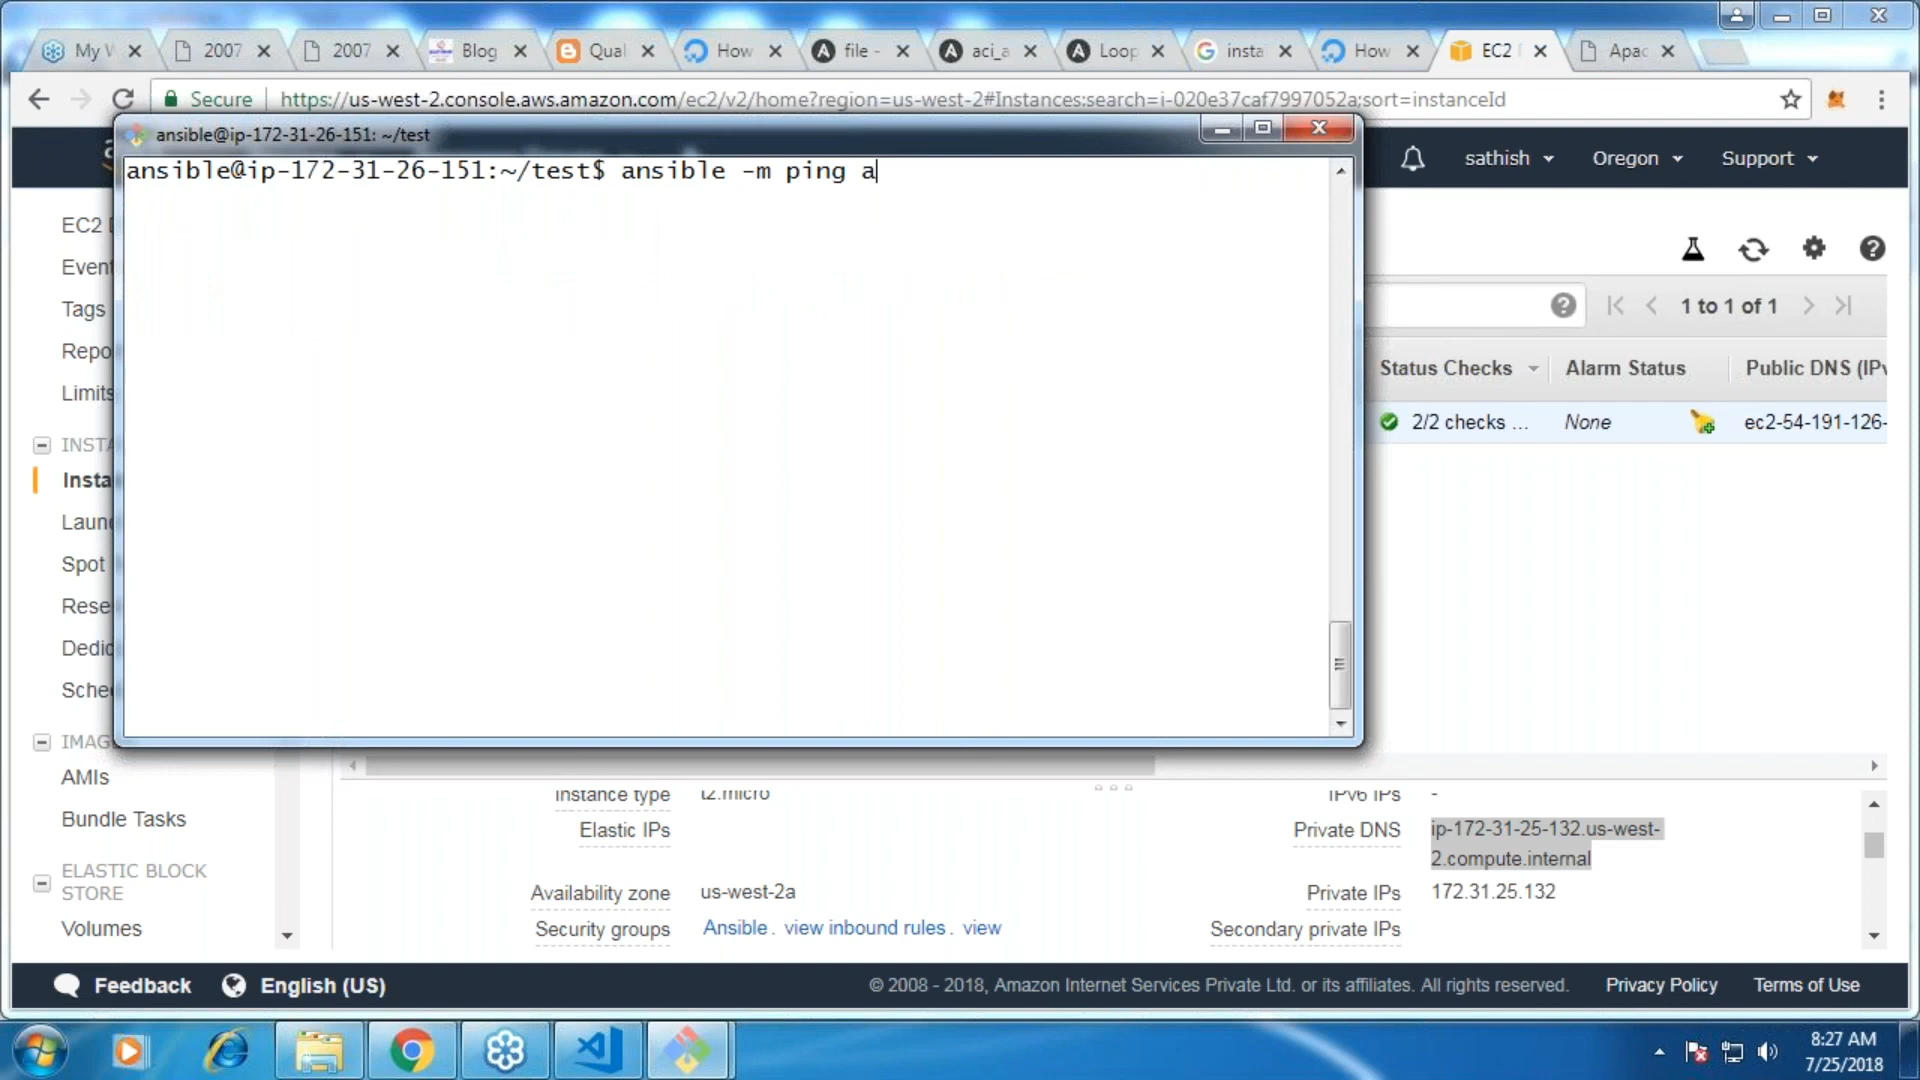 My V
2007
2007
Blog
Qual
How
file -
aci_a
Loop
insta
How
EC2
Apac
Secure
https://us-west-2.console.aws.amazon.com/ec2/v2/home?region=us-west-2#Instances:search=i-020e37caf7997052a;sort=instanceId
ansible@ip-172-31-26-151: ~/test
ansible@ip-172-31-26-151:~/test$ ansible -m ping a
sathish
Oregon
Support
EC2
Event
Tags
Repo
Limits
INSTA
Insta
Laun
Spot
Rese
Dedic
Sche
IMAG
AMIs
Bundle Tasks
ELASTIC BLOCK
STORE
Volumes
1 to 1 of 1
Status Checks
Alarm Status
Public DNS (IPv
2/2 checks ...
None
ec2-54-191-126-
Instance type t2.micro
IPv6 IPs -
Elastic IPs
Private DNS ip-172-31-25-132.us-west-
2.compute.internal
Availability zone us-west-2a
Private IPs 172.31.25.132
Security groups Ansible . view inbound rules . view
Secondary private IPs
Feedback
English (US)
© 2008 - 2018, Amazon Internet Services Private Ltd. or its affiliates. All rights reserved.
Privacy Policy
Terms of Use
8:27 AM
7/25/2018